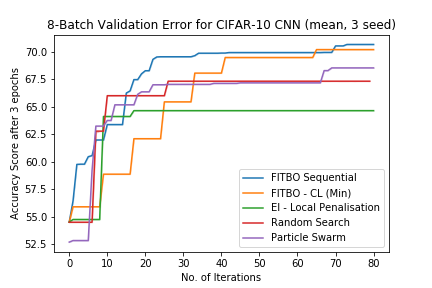 8-Batch Validation Error for CIFAR-10 CNN (mean, 3 seed)
Accuracy Score after 3 epochs
70.0
67.5
65.0
62.5
60.0
57.5
55.0
52.5
FITBO Sequential
FITBO - CL (Min)
EI - Local Penalisation
Random Search
Particle Swarm
0 10 20 30 40 50 60 70 80
No. of Iterations